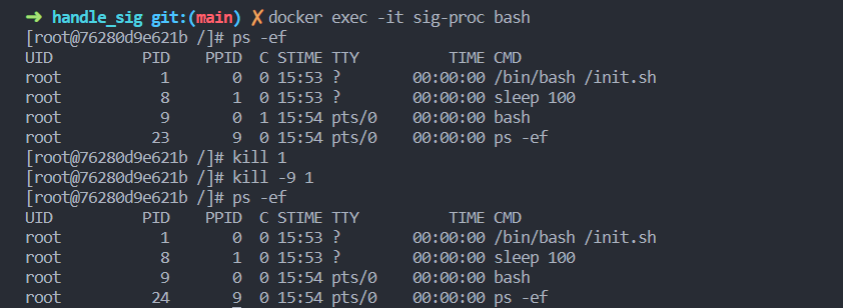 ➜ handle_sig git:(main) ✗ docker exec -it sig-proc bash
[root@76280d9e621b /]# ps -ef
UID          PID    PPID  C STIME TTY          TIME CMD
root           1       0  0 15:53 ?        00:00:00 /bin/bash /init.sh
root           8       1  0 15:53 ?        00:00:00 sleep 100
root           9       0  1 15:54 pts/0    00:00:00 bash
root          23       9  0 15:54 pts/0    00:00:00 ps -ef
[root@76280d9e621b /]# kill 1
[root@76280d9e621b /]# kill -9 1
[root@76280d9e621b /]# ps -ef
UID          PID    PPID  C STIME TTY          TIME CMD
root           1       0  0 15:53 ?        00:00:00 /bin/bash /init.sh
root           8       1  0 15:53 ?        00:00:00 sleep 100
root           9       0  0 15:54 pts/0    00:00:00 bash
root          24       9  0 15:54 pts/0    00:00:00 ps -ef